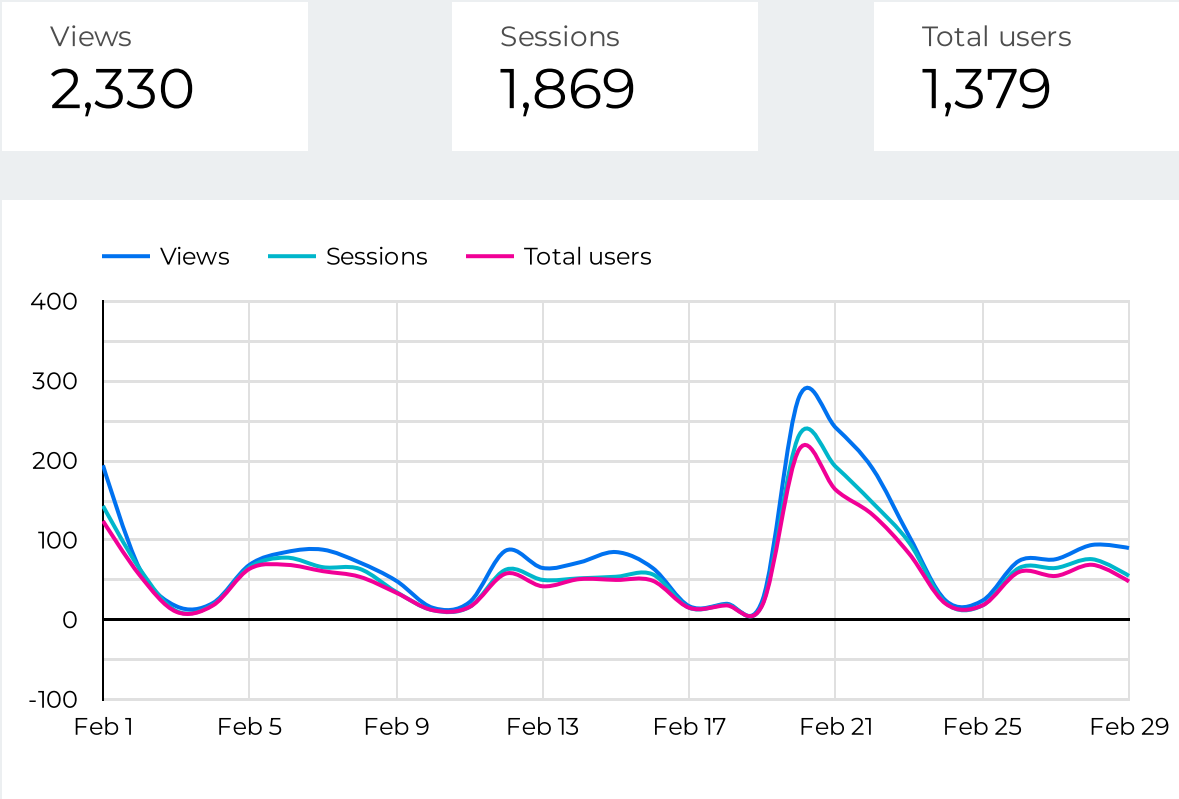 Views
2,330
Sessions
1,869
Total users
1,379
Views Sessions Total users
400
300
200
100
0
-100
Feb 1 Feb 5 Feb 9 Feb 13 Feb 17 Feb 21 Feb 25 Feb 29